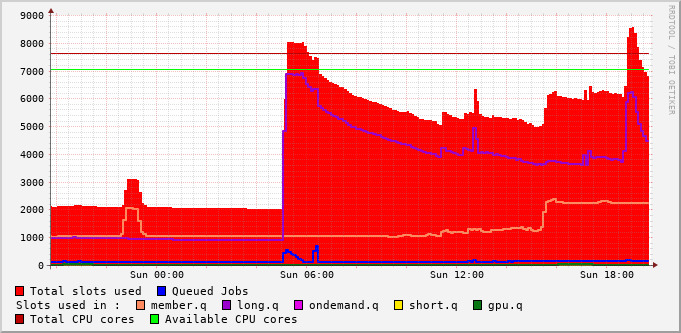 9000
8000
7000
6000
5000
4000
3000
2000
1000
0
Sun 00:00 Sun 06:00 Sun 12:00 Sun 18:00
RRDTOOL / TOBI OETIKER
Total slots used Queued Jobs
Slots used in : member.q long.q ondemand.q short.q gpu.q
Total CPU cores Available CPU cores